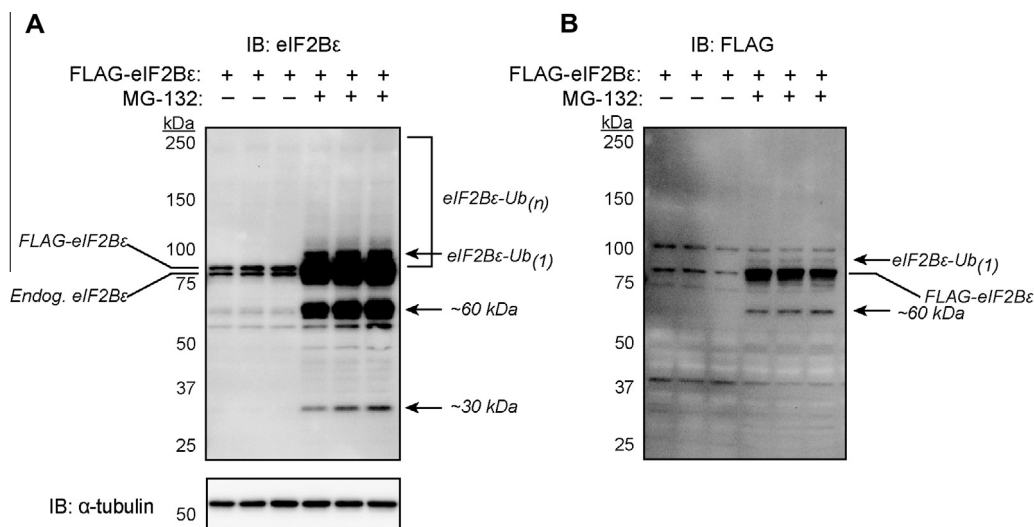 A
IB: eIF2Bε
FLAG-eIF2Bε: + + + + + +
MG-132: – – – + + +
kDa
250
150
100
75
50
37
25
FLAG-eIF2Bε
Endog. eIF2Bε
eIF2Bε-Ub(n)
eIF2Bε-Ub(1)
~60 kDa
~30 kDa
IB: α-tubulin
50
B
IB: FLAG
FLAG-eIF2Bε: + + + + + +
MG-132: – – – + + +
kDa
250
150
100
75
50
37
25
eIF2Bε-Ub(1)
FLAG-eIF2Bε
~60 kDa